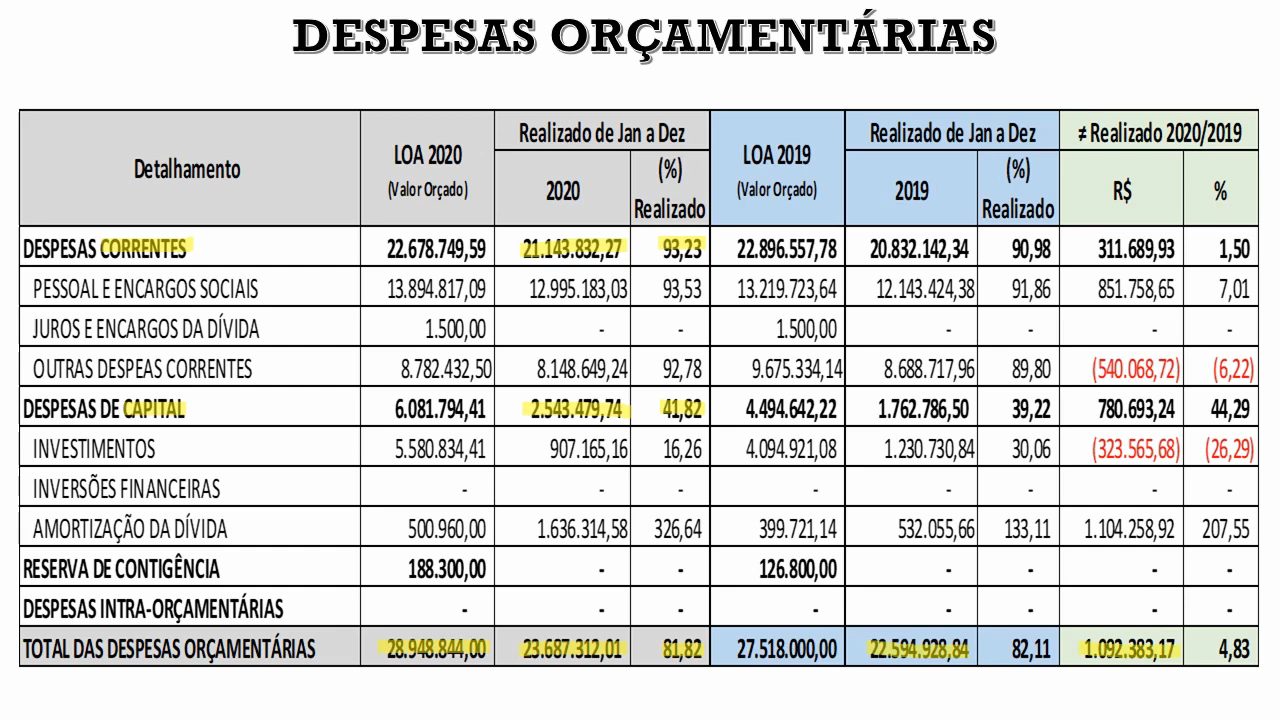 DESPESAS ORÇAMENTÁRIAS
Detalhamento LOA 2020 (Valor Orçado) Realizado de Jan a Dez LOA 2019 (Valor Orçado) Realizado de Jan a Dez ≠ Realizado 2020/2019
2020 (%) Realizado 2019 (%) Realizado R$ %
DESPESAS CORRENTES 22.678.749,59 21.143.832,27 93,23 22.896.557,78 20.832.142,34 90,98 311.689,93 1,50
PESSOAL E ENCARGOS SOCIAIS 13.894.817,09 12.995.183,03 93,53 13.219.723,64 12.143.424,38 91,86 851.758,65 7,01
JUROS E ENCARGOS DA DÍVIDA 1.500,00 - - 1.500,00 - - - -
OUTRAS DESPEAS CORRENTES 8.782.432,50 8.148.649,24 92,78 9.675.334,14 8.688.717,96 89,80 (540.068,72) (6,22)
DESPESAS DE CAPITAL 6.081.794,41 2.543.479,74 41,82 4.494.642,22 1.762.786,50 39,22 780.693,24 44,29
INVESTIMENTOS 5.580.834,41 907.165,16 16,26 4.094.921,08 1.230.730,84 30,06 (323.565,68) (26,29)
INVERSÕES FINANCEIRAS - - - - - - - -
AMORTIZAÇÃO DA DÍVIDA 500.960,00 1.636.314,58 326,64 399.721,14 532.055,66 133,11 1.104.258,92 207,55
RESERVA DE CONTIGÊNCIA 188.300,00 - - 126.800,00 - - - -
DESPESAS INTRA-ORÇAMENTÁRIAS - - - - - - - -
TOTAL DAS DESPESAS ORÇAMENTÁRIAS 28.948.844,00 23.687.312,01 81,82 27.518.000,00 22.594.928,84 82,11 1.092.383,17 4,83